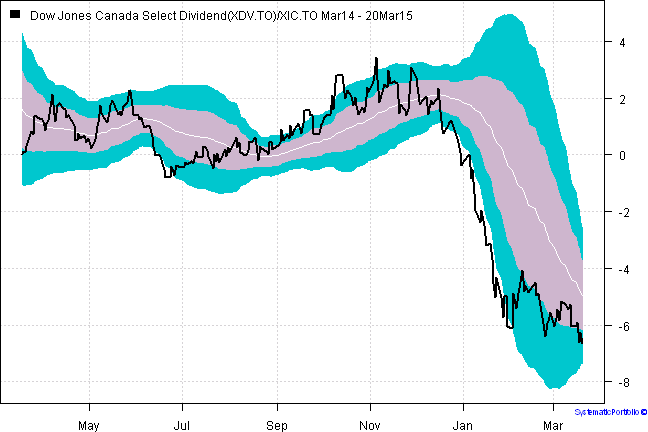 Dow Jones Canada Select Dividend(XDV.TO)/XIC.TO Mar14 - 20Mar15
4
2
0
-2
-4
-6
-8
May Jul Sep Nov Jan Mar
SystematicPortfolio ©